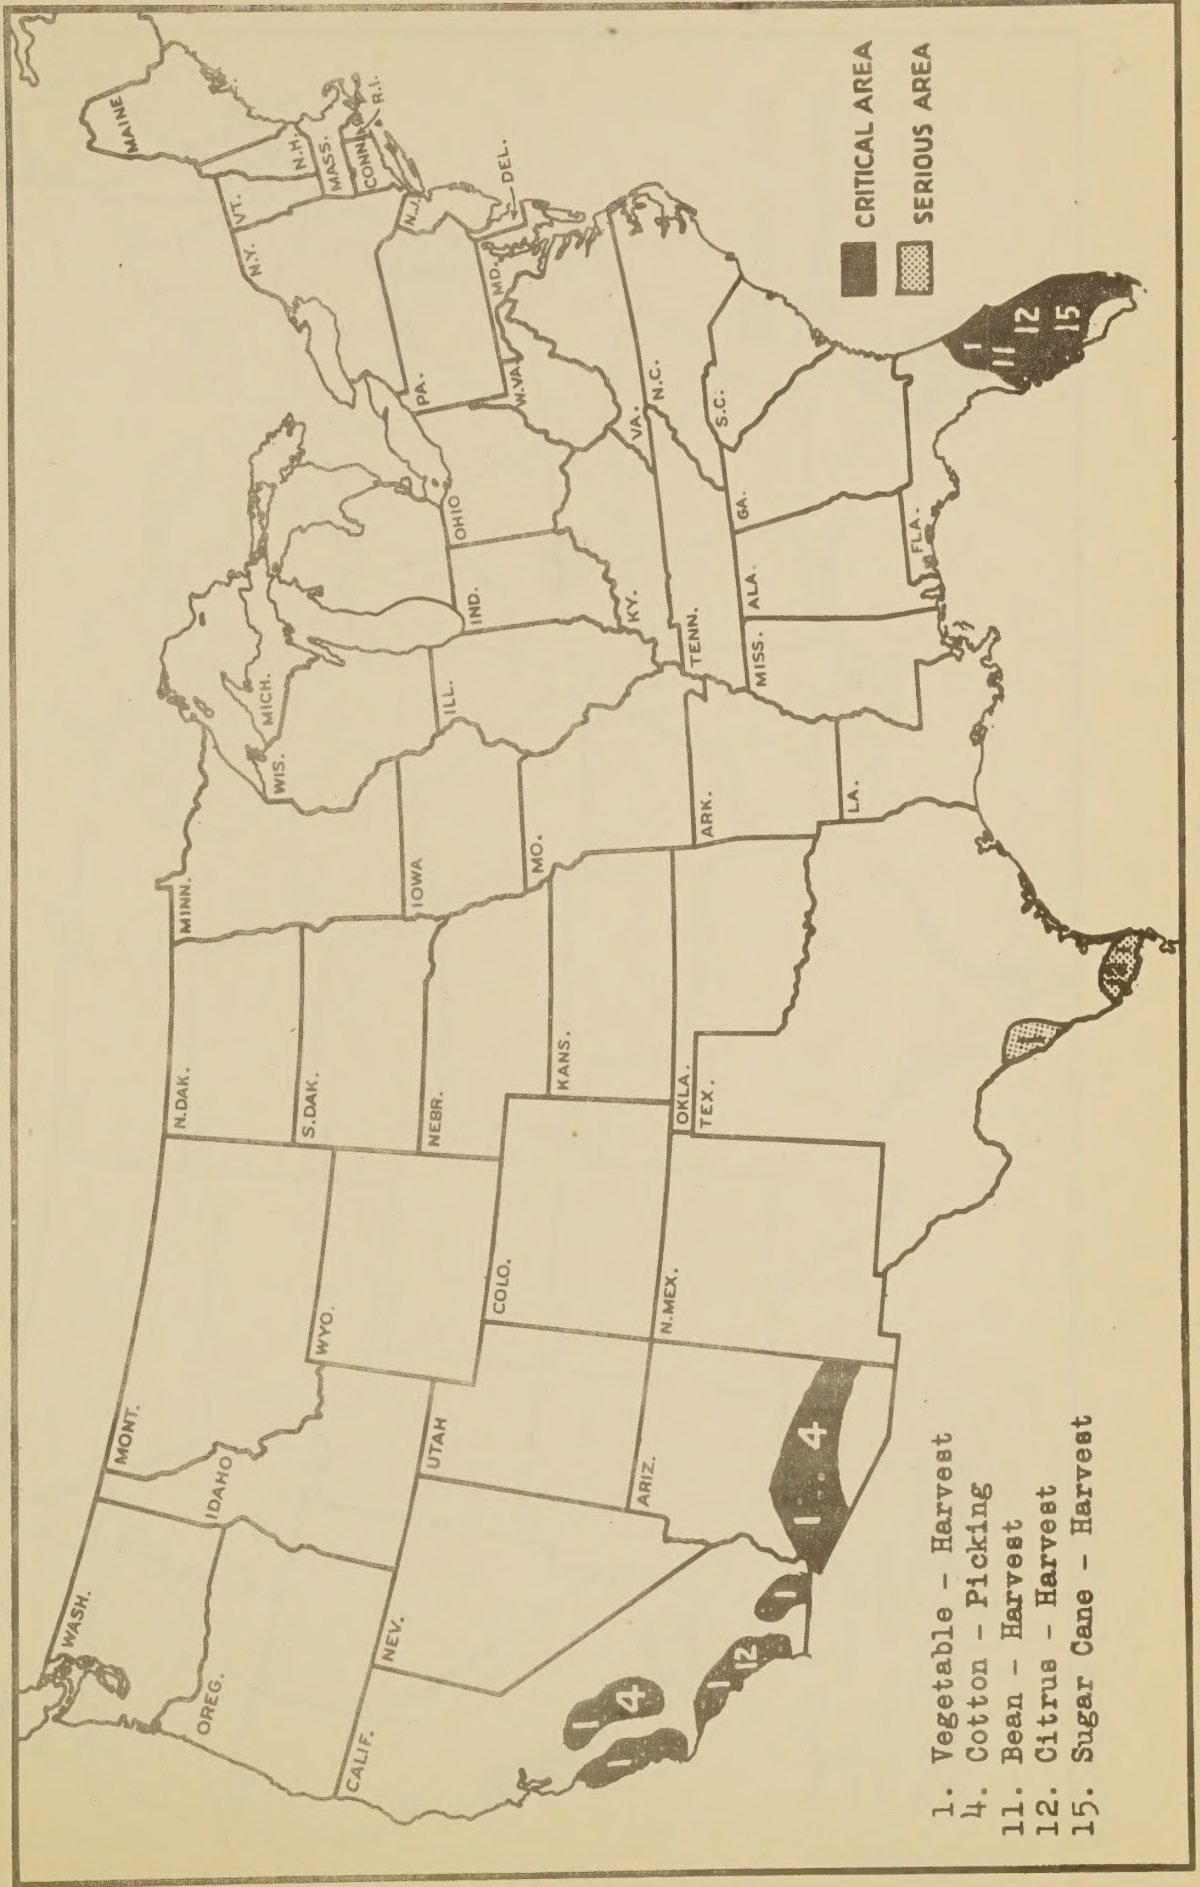 WASH.
OREG.
CALIF.
NEV.
IDAHO
MONT.
WYO.
UTAH
COLO.
ARIZ.
N.MEX.
N.DAK.
S.DAK.
NEBR.
KANS.
OKLA.
TEX.
MINN.
IOWA
MO.
ARK.
LA.
WIS.
MICH.
ILL.
IND.
OHIO
KY.
TENN.
MISS.
ALA.
GA.
FLA.
S.C.
N.C.
VA.
W.VA.
MD.
DEL.
PA.
N.J.
N.Y.
VT.
N.H.
MAINE
MASS.
CONN.
R.I.
1
4
1
1
12
1
1
4
1
1
11
12
15
CRITICAL AREA
SERIOUS AREA
1. Vegetable - Harvest
4. Cotton - Picking
11. Bean - Harvest
12. Citrus - Harvest
15. Sugar Cane - Harvest